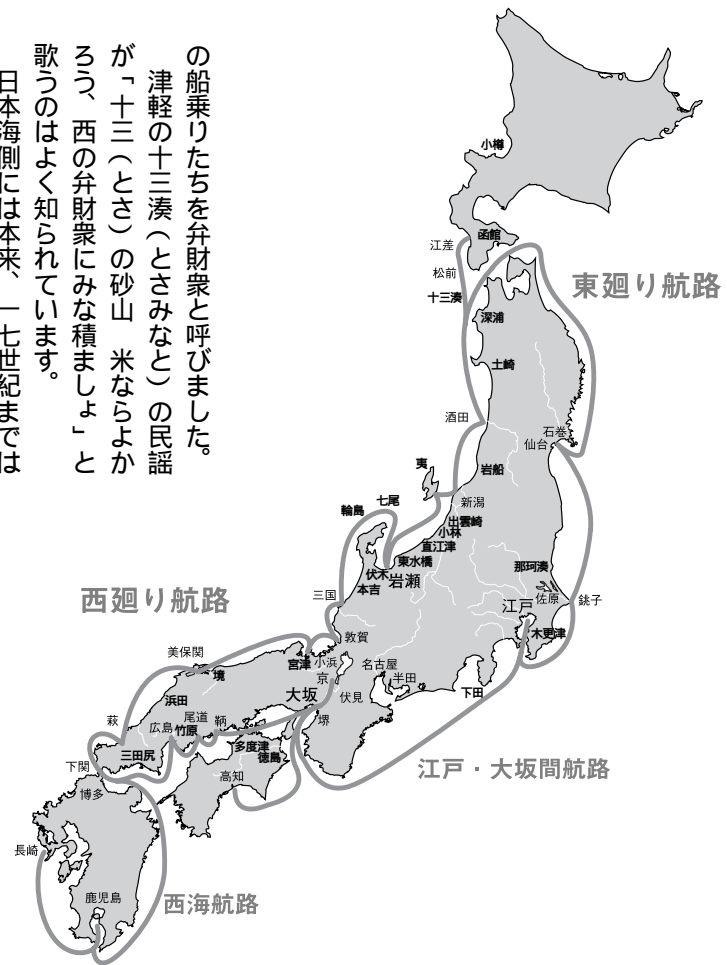 の船乗りたちを弁財衆と呼びました。
　津軽の十三湊（とさみなと）の民謡
が「十三（とさ）の砂山　米ならよか
ろう、西の弁財衆にみな積ましょ」と
歌うのはよく知られています。
　日本海側には本来、一七世紀までは
小樽
函館
江差
松前
十三湊
東廻り航路
深浦
土崎
酒田
石巻
仙台
夷
岩船
新潟
七尾
輪島
出雲崎
小林
直江津
東水橋
伏木
岩瀬
本吉
那珂湊
西廻り航路
三国
江戸
佐原
銚子
木更津
敦賀
美保関
宮津
小浜
名古屋
京
半田
境
大坂
伏見
下田
浜田
萩
尾道
鞆
広島
竹原
堺
三田尻
多度津
徳島
下関
高知
江戸・大坂間航路
博多
長崎
鹿児島
西海航路